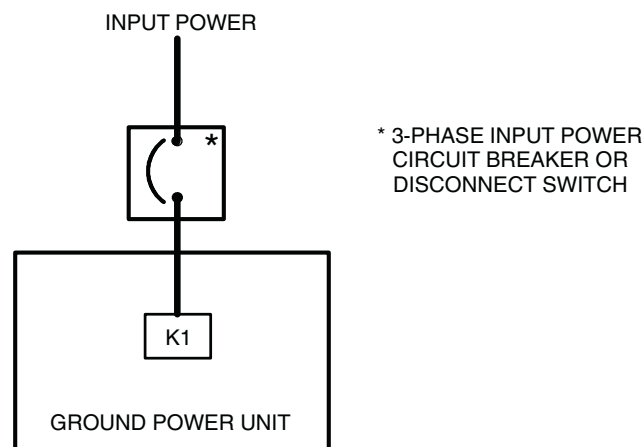 INPUT POWER
*
* 3-PHASE INPUT POWER
CIRCUIT BREAKER OR
DISCONNECT SWITCH
K1
GROUND POWER UNIT